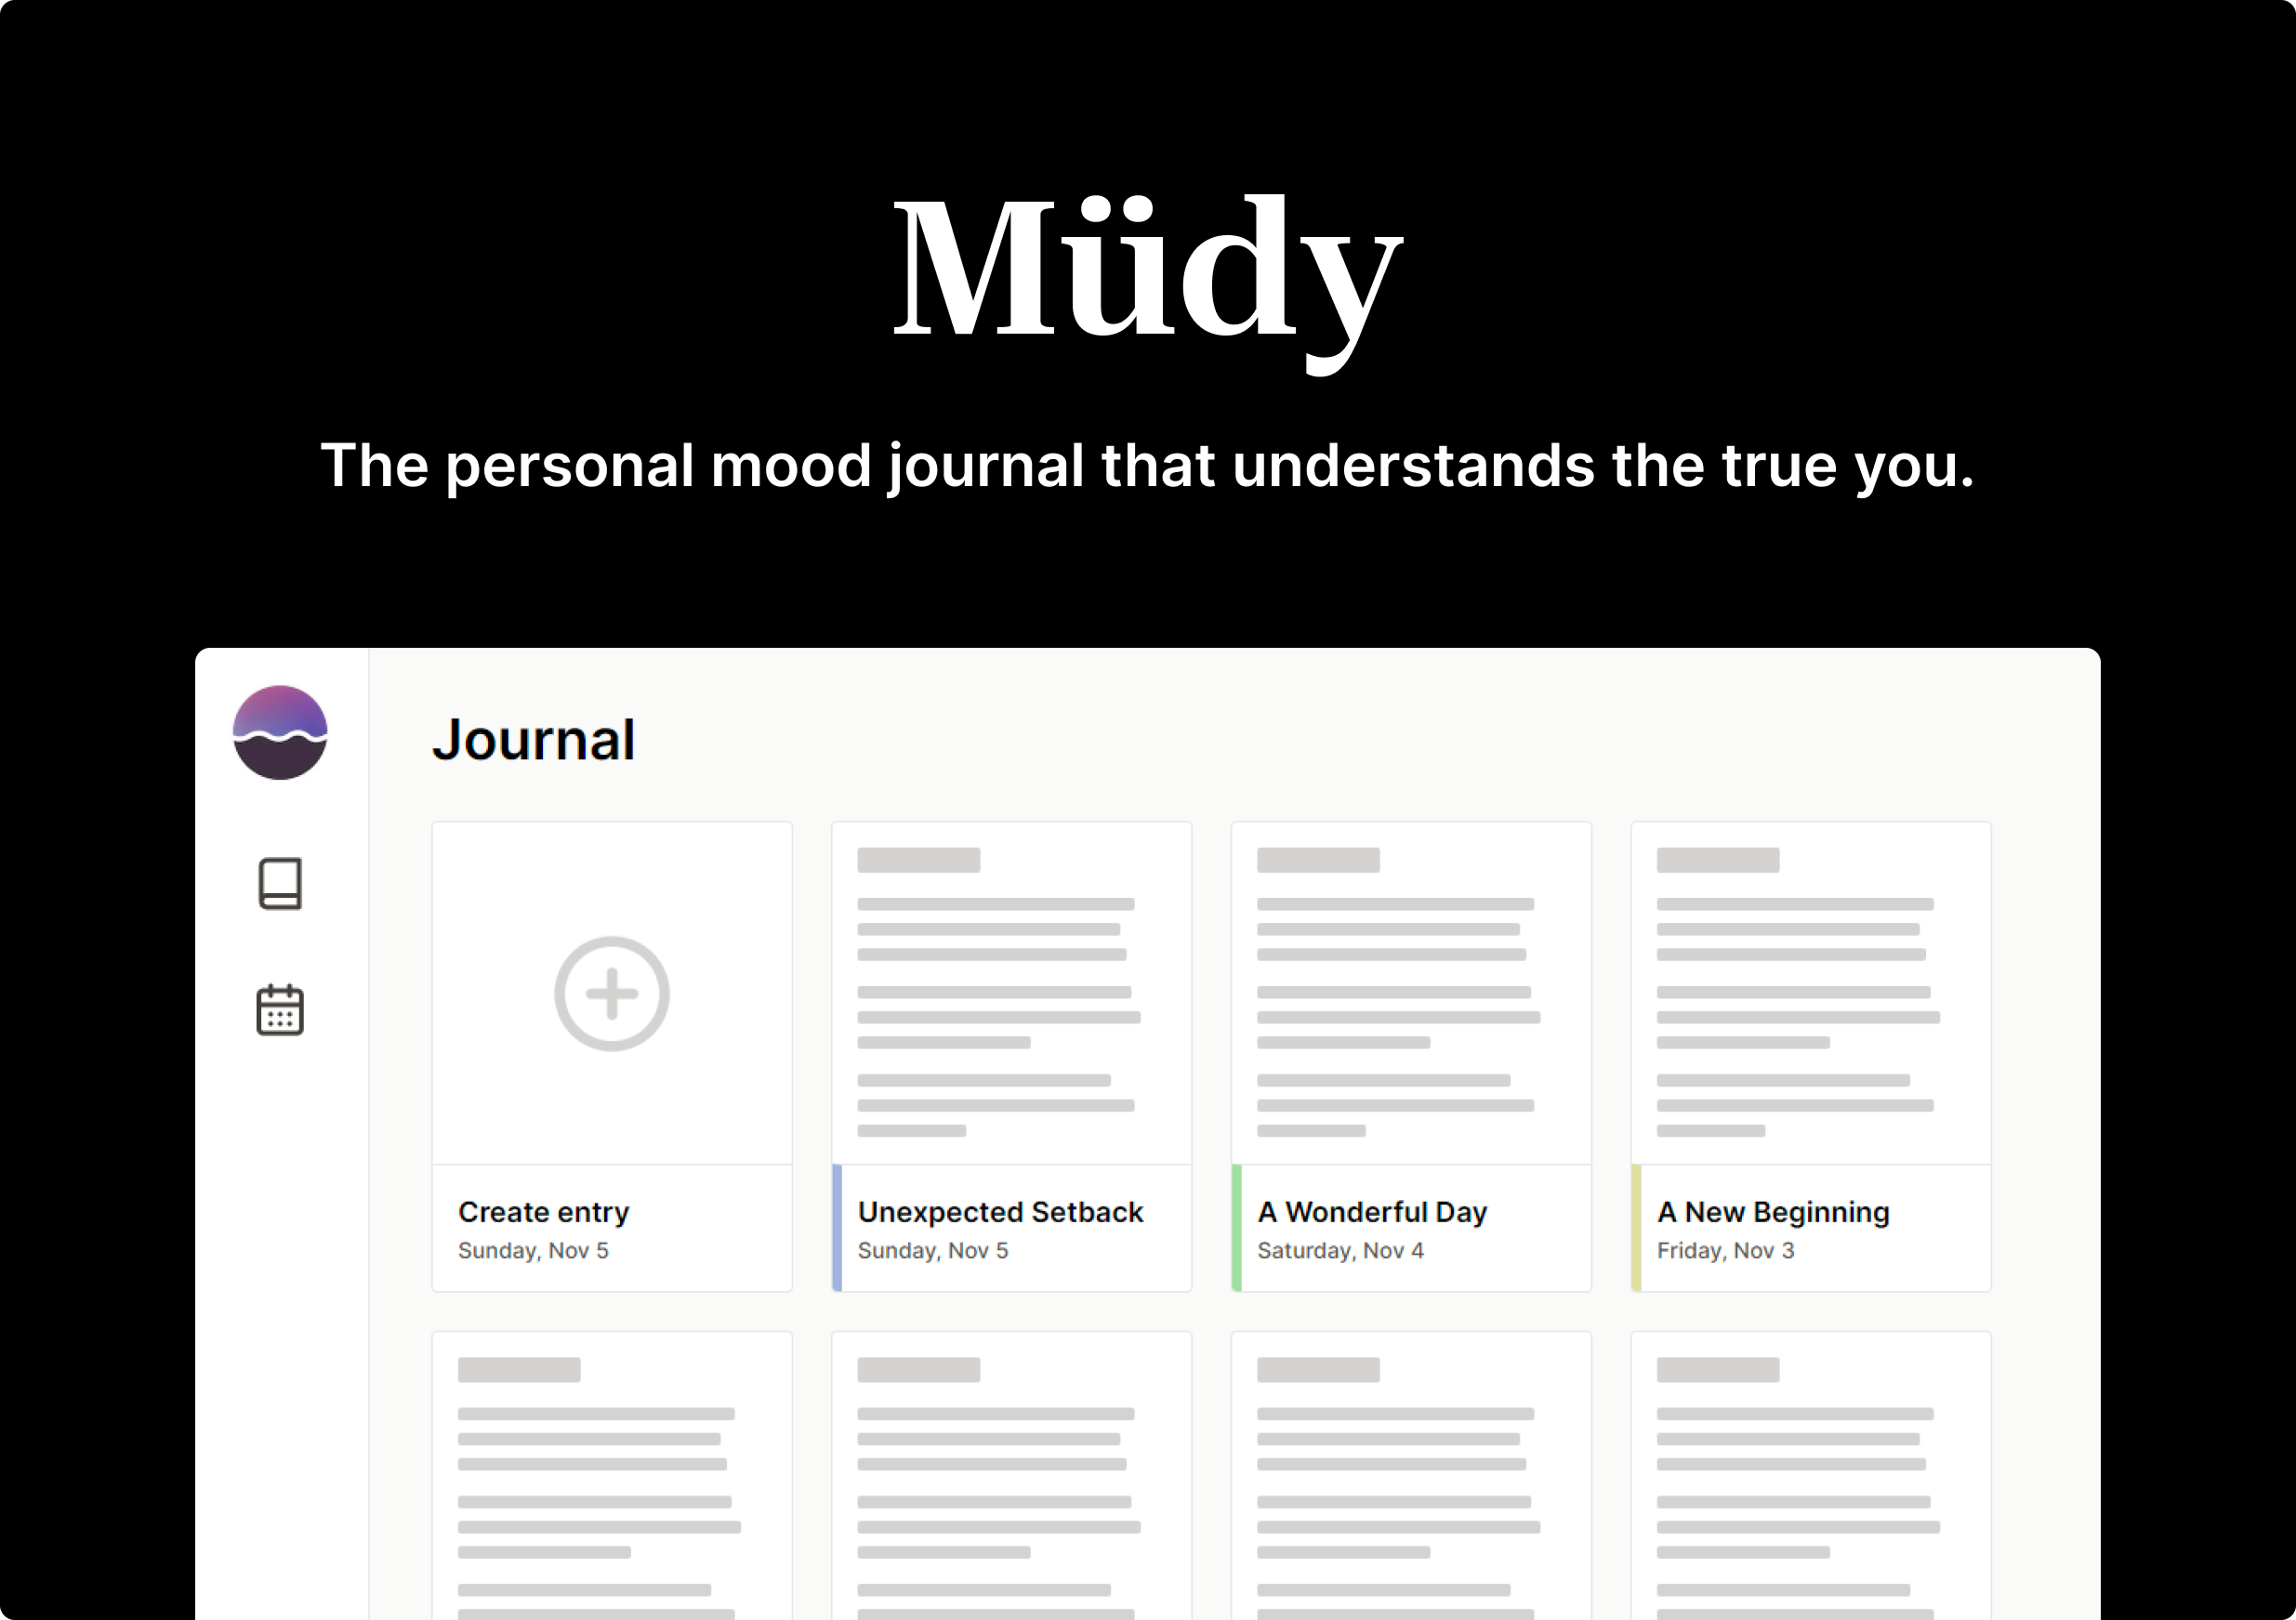 Müdy
The personal mood journal that understands the true you.
Journal
Create entry
Sunday, Nov 5
Unexpected Setback
Sunday, Nov 5
A Wonderful Day
Saturday, Nov 4
A New Beginning
Friday, Nov 3